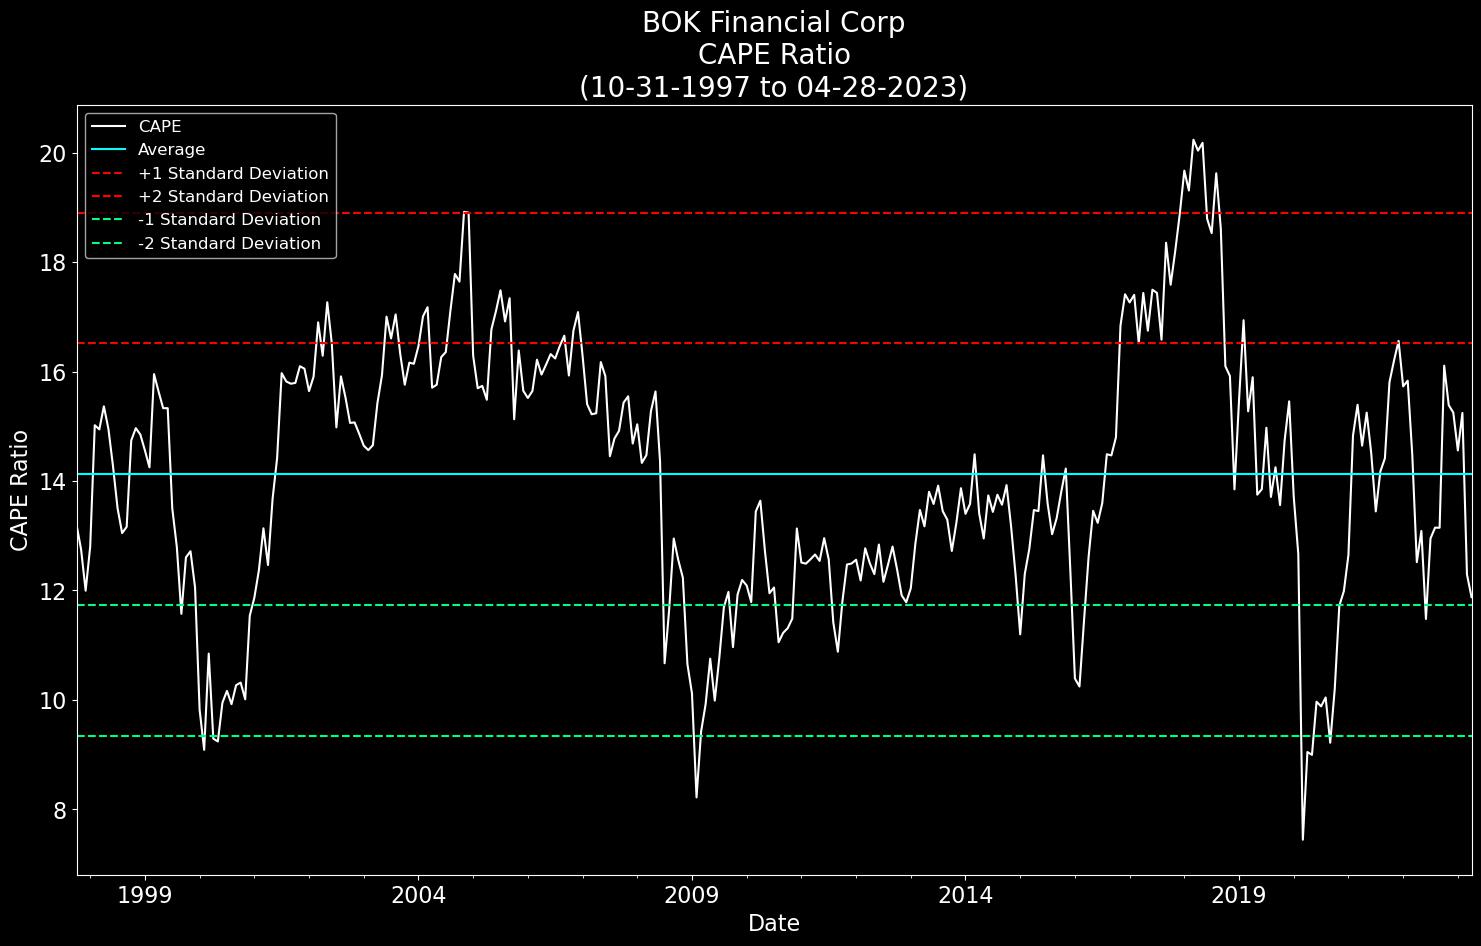 BOK Financial Corp
CAPE Ratio
(10-31-1997 to 04-28-2023)
CAPE
Average
+1 Standard Deviation
+2 Standard Deviation
-1 Standard Deviation
-2 Standard Deviation
CAPE Ratio
20
18
16
14
12
10
8
1999
2004
2009
2014
2019
Date